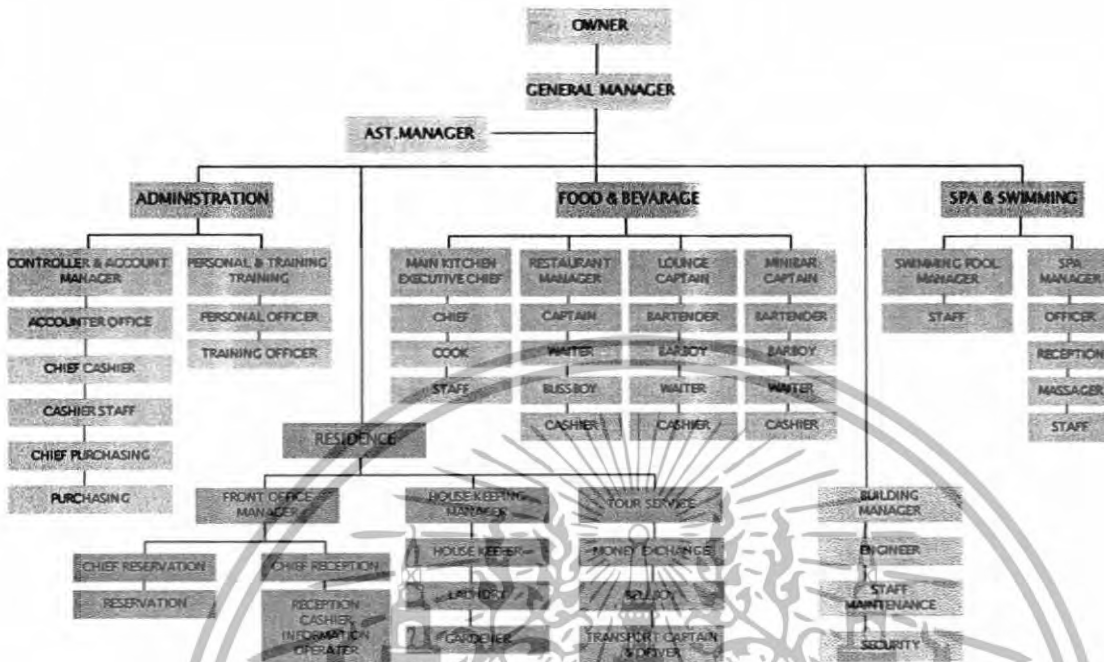 OWNER
GENERAL MANAGER
AST.MANAGER
ADMINISTRATION
FOOD & BEVARAGE
SPA & SWIMMING
CONTROLLER & ACCOUNT
MANAGER
ACCOUNTER OFFICE
CHIEF CASHIER
CASHIER STAFF
CHIEF PURCHASING
PURCHASING
PERSONAL & TRAINING
TRAINING
PERSONAL OFFICER
TRAINING OFFICER
MAIN KITCHEN
EXECUTIVE CHIEF
CHIEF
COOK
STAFF
RESTAURANT
MANAGER
CAPTAIN
WAITER
BUSSBOY
CASHIER
LOUNGE
CAPTAIN
BARTENDER
BARBOY
WAITER
CASHIER
MINIBAR
CAPTAIN
BARTENDER
BARBOY
WAITER
CASHIER
SWIMMING POOL
MANAGER
STAFF
SPA
MANAGER
OFFICER
RECEPTION
MASSAGER
STAFF
RESIDENCE
FRONT OFFICE
MANAGER
CHIEF RESERVATION
RESERVATION
CHIEF RECEPTION
RECEPTION
CASHIER
INFORMATION
OPERATER
HOUSE KEEPING
MANAGER
HOUSE KEEPER
LAUNDRY
GARDENER
TOUR SERVICE
MONEY EXCHANGE
BELLBOY
TRANSPORT CAPTAIN
& DRIVER
BUILDING
MANAGER
ENGINEER
STAFF
MAINTENANCE
SECURITY